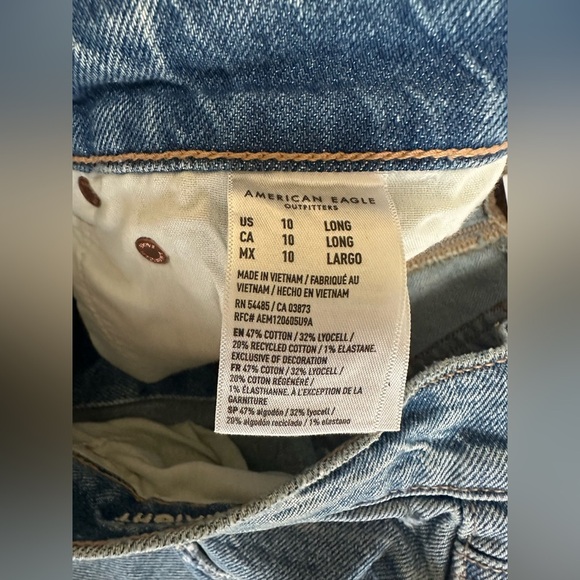 AMERICAN EAGLE
OUTFITTERS
US 10 LONG
CA 10 LONG
MX 10 LARGO
MADE IN VIETNAM / FABRIQUÉ AU
VIETNAM / HECHO EN VIETNAM
RN 54485 / CA 03873
RFC# AEM120605U9A
EN 47% COTTON / 32% LYOCELL /
20% RECYCLED COTTON / 1% ELASTANE.
EXCLUSIVE OF DECORATION
FR 47% COTON / 32% LYOCELL /
20% COTON RÉGÉNÉRÉ /
1% ÉLASTHANNE. À L'EXCEPTION DE LA
GARNITURE
SP 47% algodón / 32% lyocell /
20% algodón reciclado / 1% elastano